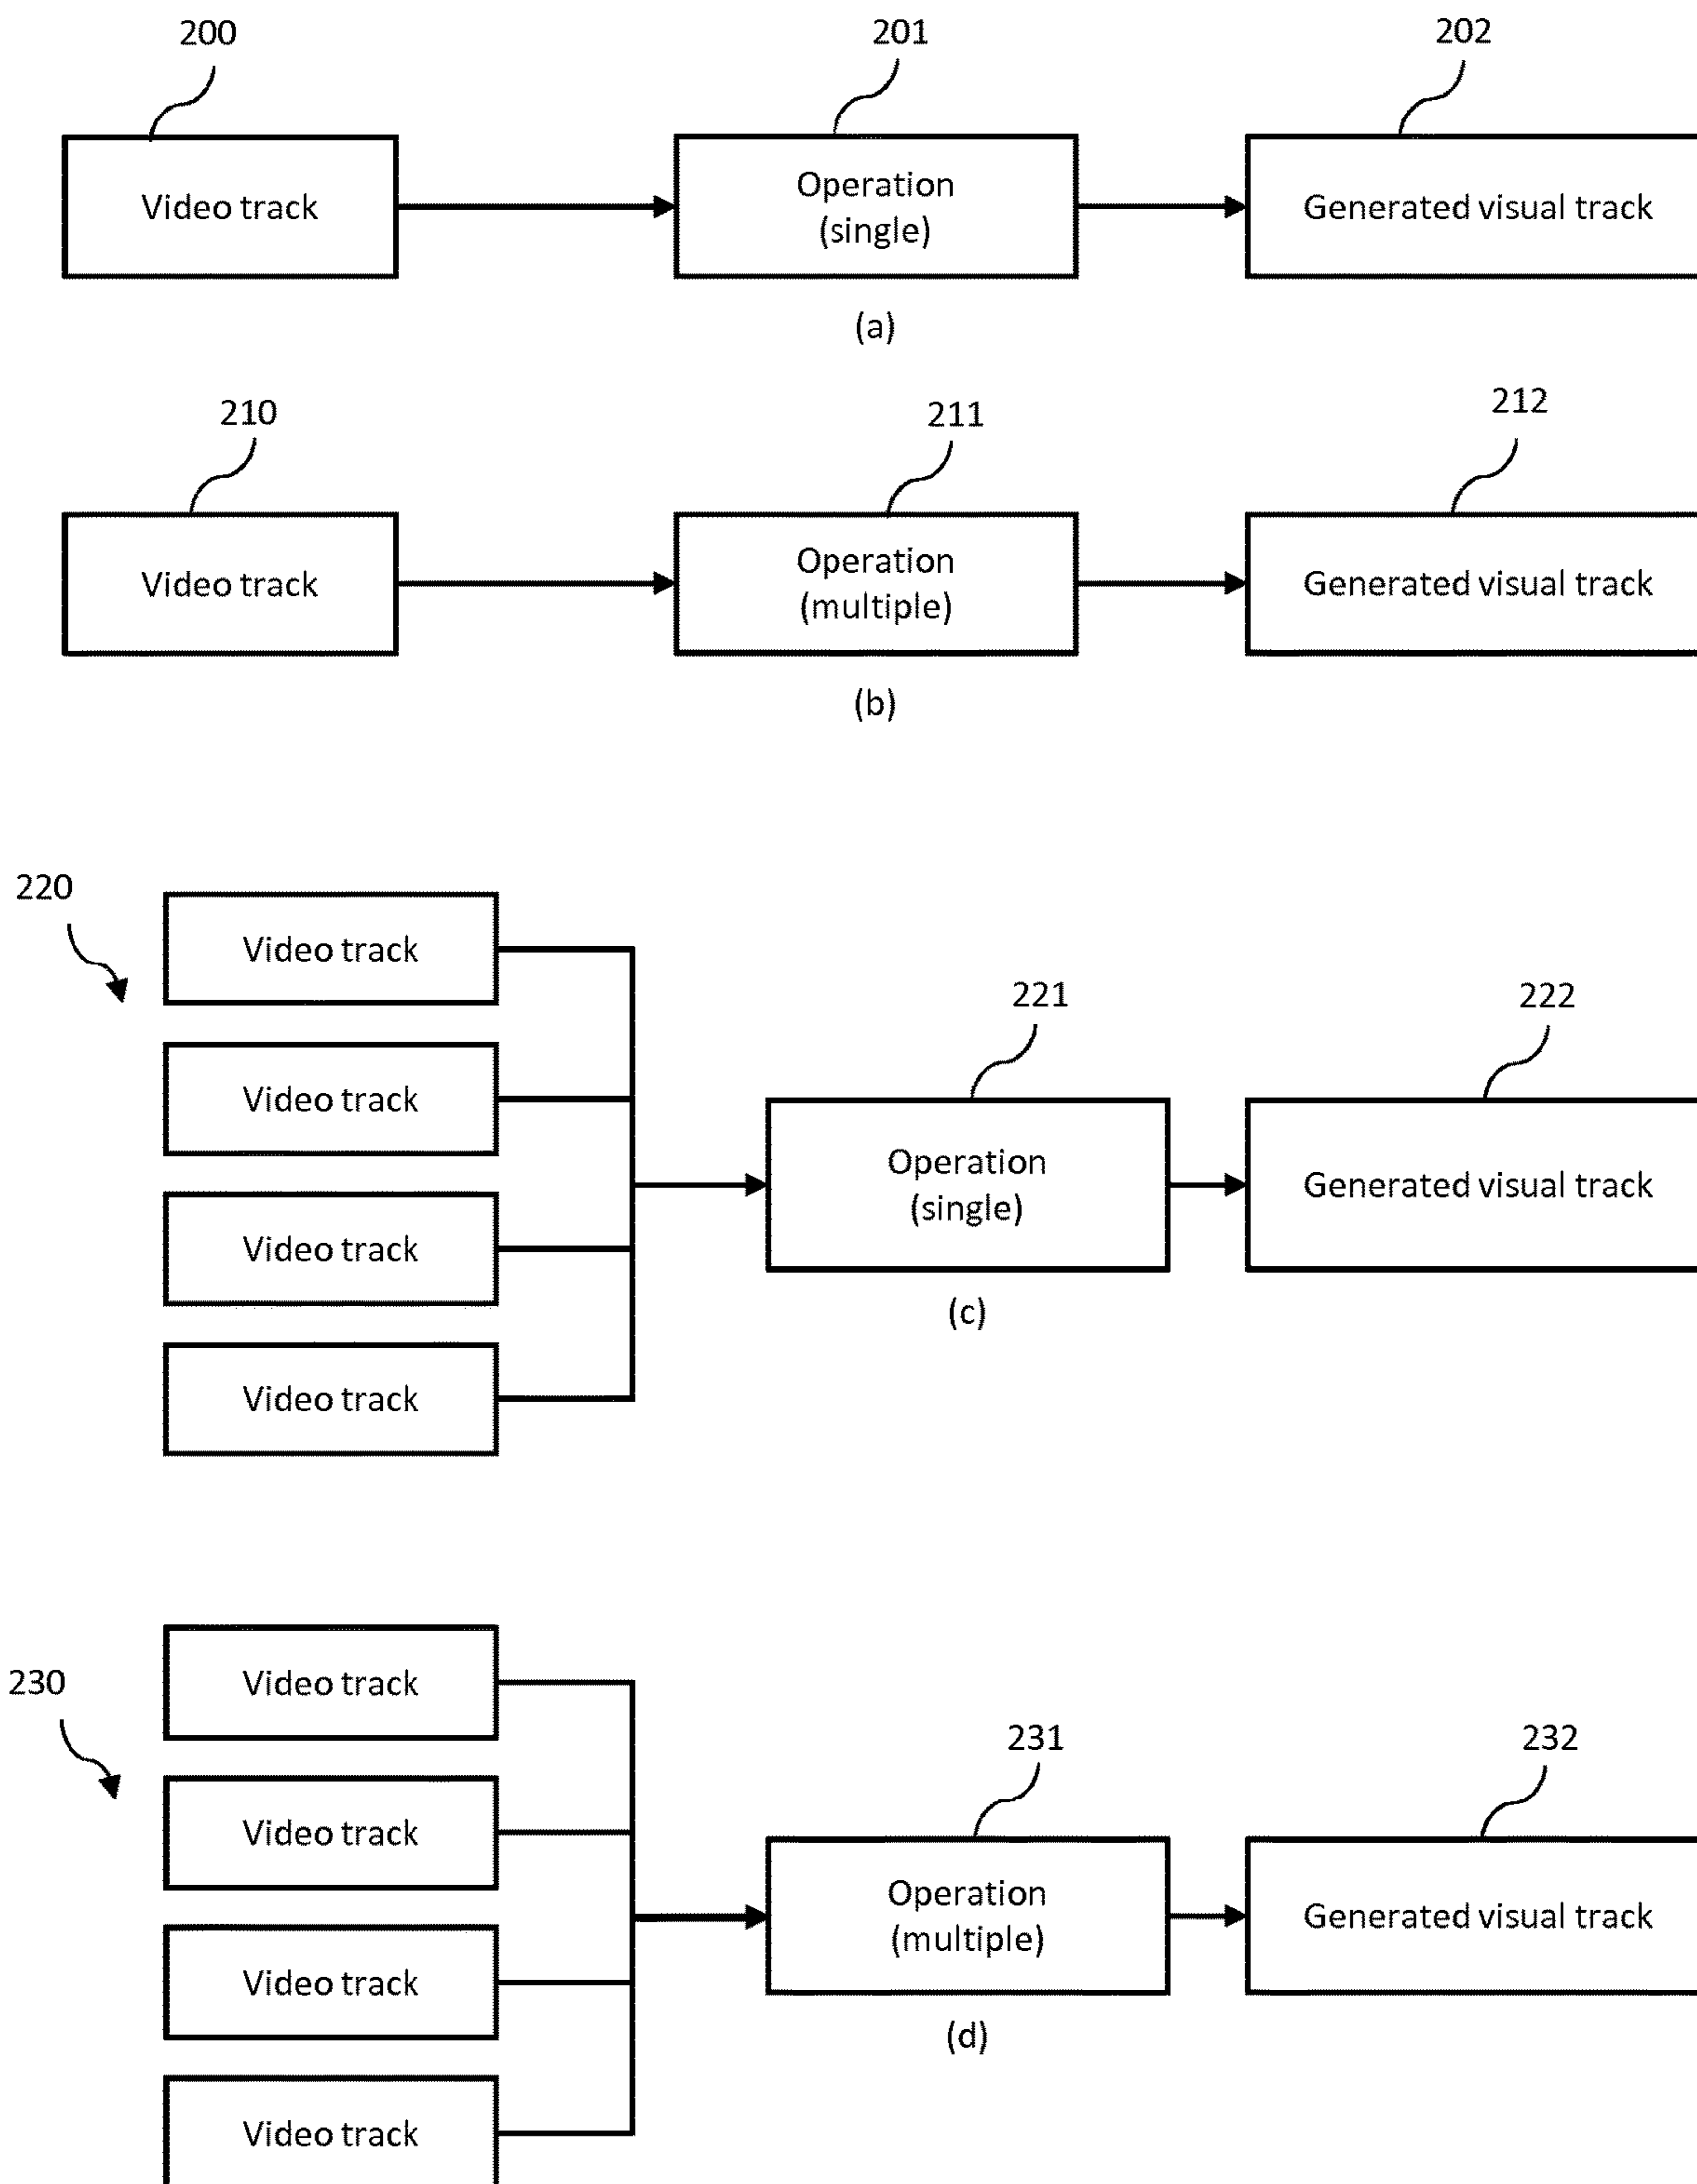 200
201
202
Video track
Operation
(single)
Generated visual track
(a)
210
211
212
Video track
Operation
(multiple)
Generated visual track
(b)
220
Video track
Video track
Video track
Video track
221
222
Operation
(single)
Generated visual track
(c)
230
Video track
Video track
Video track
Video track
231
232
Operation
(multiple)
Generated visual track
(d)